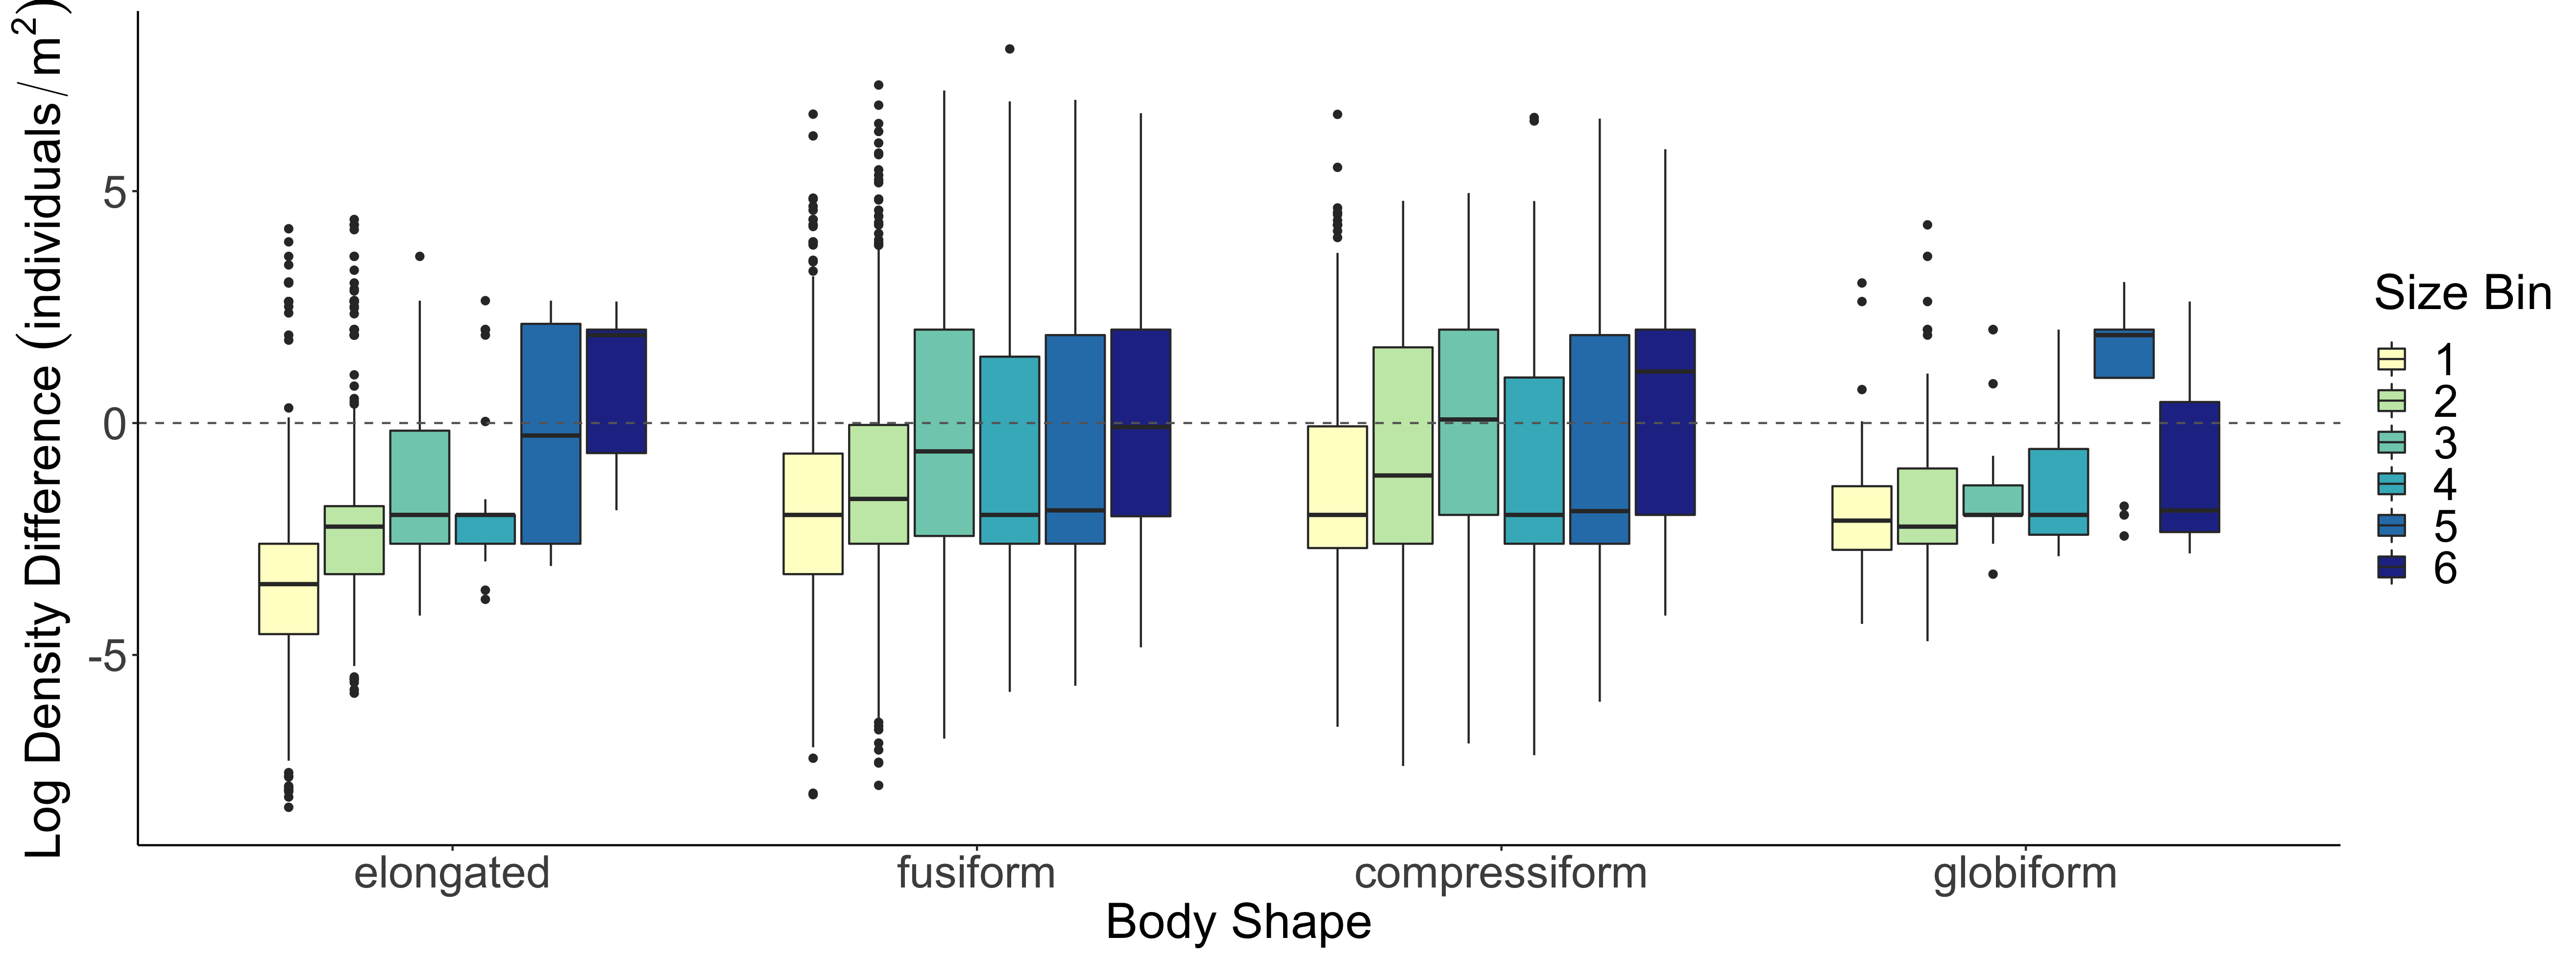 Log Density Difference (individuals/m²)
5
0
-5
elongated fusiform compressiform globiform
Body Shape
Size Bin
1
2
3
4
5
6